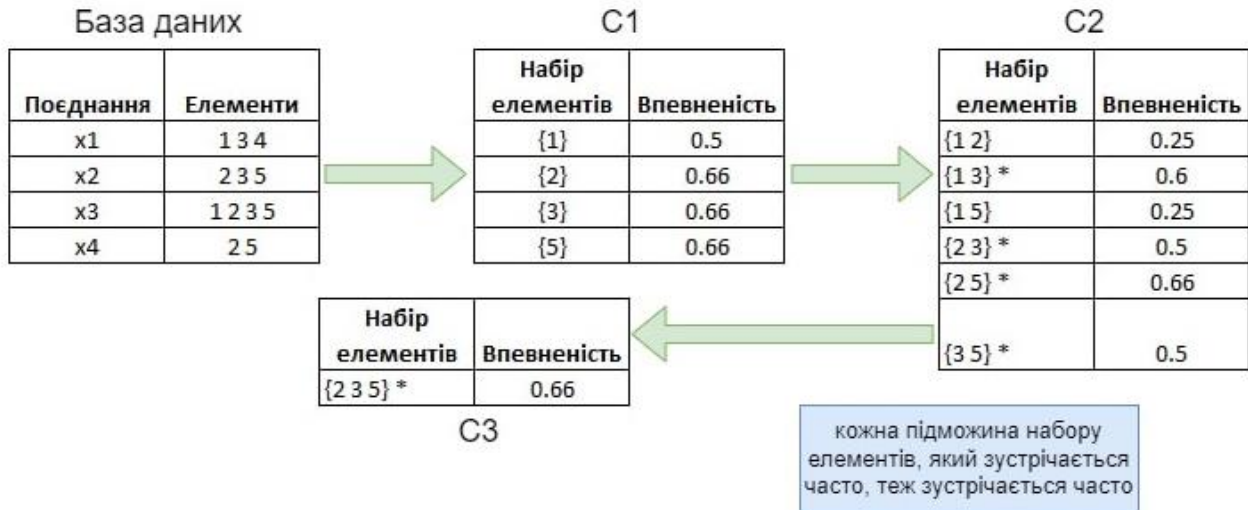 База даних
Поєднання Елементи
x1 1 3 4
x2 2 3 5
x3 1 2 3 5
x4 2 5
C1
Набір
елементів Впевненість
{1} 0.5
{2} 0.66
{3} 0.66
{5} 0.66
C2
Набір
елементів Впевненість
{1 2} 0.25
{1 3} * 0.6
{1 5} 0.25
{2 3} * 0.5
{2 5} * 0.66
{3 5} * 0.5
Набір
елементів Впевненість
{2 3 5} * 0.66
C3
кожна підможина набору
елементів, який зустрічається
часто, теж зустрічається часто